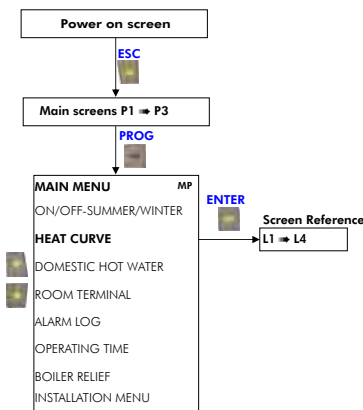 Power on screen
ESC
Main screens P1 ➠ P3
PROG
MAIN MENU MP
ON/OFF-SUMMER/WINTER
ENTER
Screen Reference
HEAT CURVE
L1 ➠ L4
DOMESTIC HOT WATER
ROOM TERMINAL
ALARM LOG
OPERATING TIME
BOILER RELIEF
INSTALLATION MENU